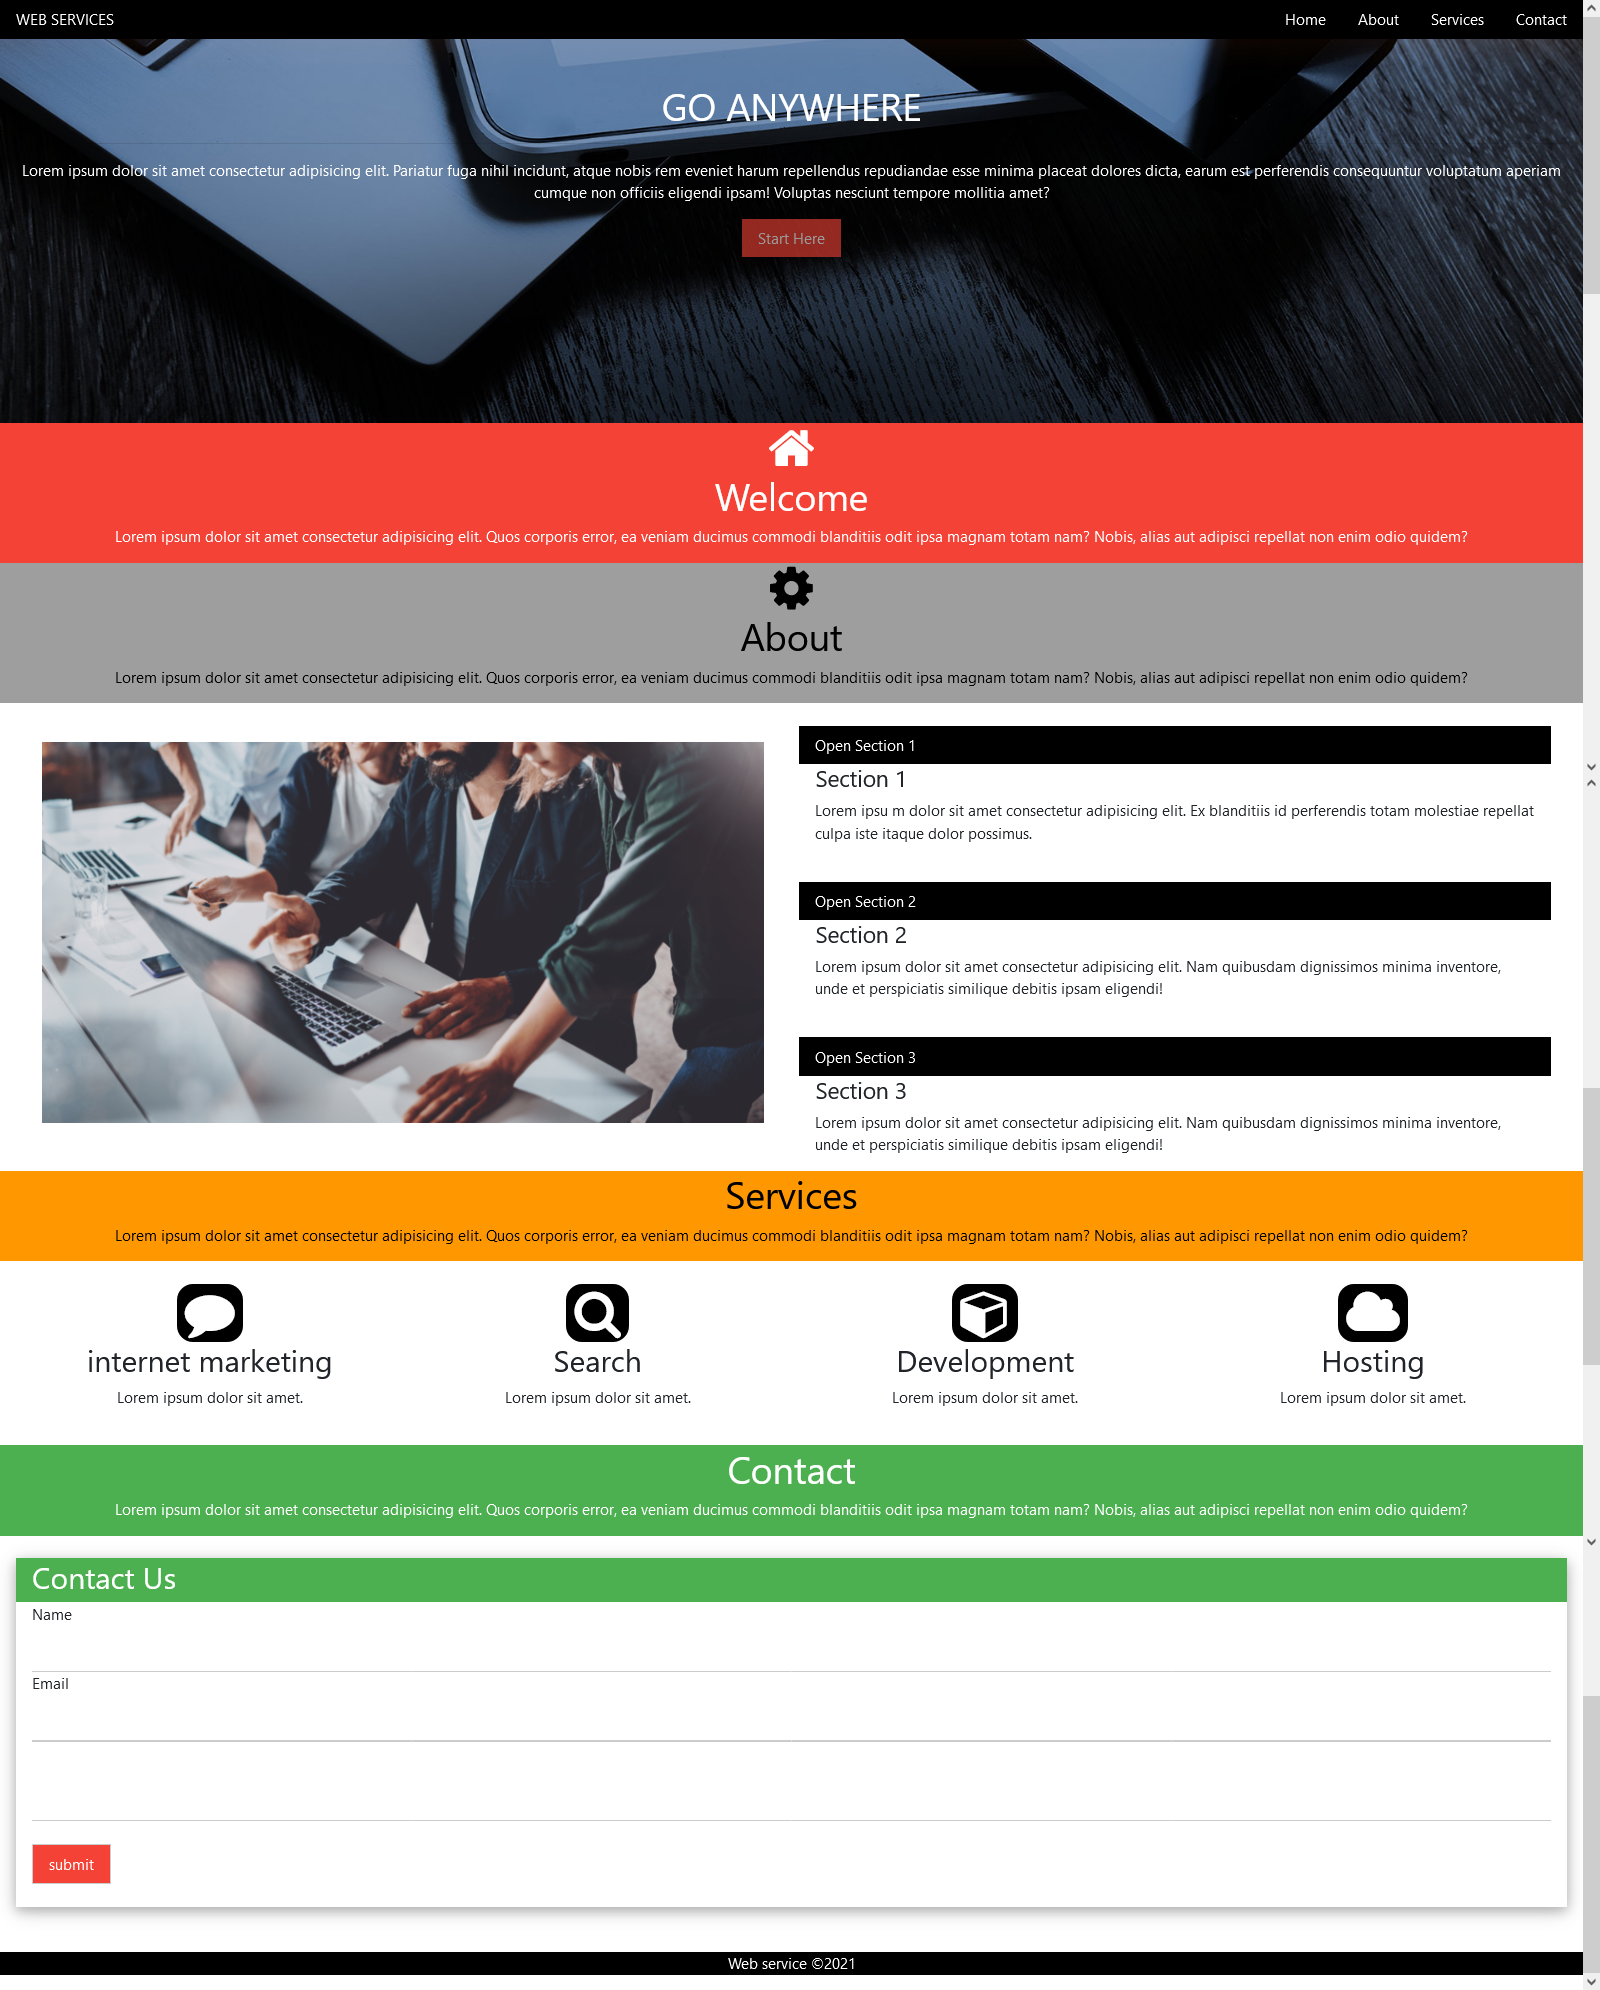 WEB SERVICES
Home About Services Contact
GO ANYWHERE
Lorem ipsum dolor sit amet consectetur adipisicing elit. Pariatur fuga nihil incidunt, atque nobis rem eveniet harum repellendus repudiandae esse minima placeat dolores dicta, earum est perferendis consequuntur voluptatum aperiam
cumque non officiis eligendi ipsam! Voluptas nesciunt tempore mollitia amet?
Start Here
Welcome
Lorem ipsum dolor sit amet consectetur adipisicing elit. Quos corporis error, ea veniam ducimus commodi blanditiis odit ipsa magnam totam nam? Nobis, alias aut adipisci repellat non enim odio quidem?
About
Lorem ipsum dolor sit amet consectetur adipisicing elit. Quos corporis error, ea veniam ducimus commodi blanditiis odit ipsa magnam totam nam? Nobis, alias aut adipisci repellat non enim odio quidem?
Open Section 1
Section 1
Lorem ipsu m dolor sit amet consectetur adipisicing elit. Ex blanditiis id perferendis totam molestiae repellat
culpa iste itaque dolor possimus.
Open Section 2
Section 2
Lorem ipsum dolor sit amet consectetur adipisicing elit. Nam quibusdam dignissimos minima inventore,
unde et perspiciatis similique debitis ipsam eligendi!
Open Section 3
Section 3
Lorem ipsum dolor sit amet consectetur adipisicing elit. Nam quibusdam dignissimos minima inventore,
unde et perspiciatis similique debitis ipsam eligendi!
Services
Lorem ipsum dolor sit amet consectetur adipisicing elit. Quos corporis error, ea veniam ducimus commodi blanditiis odit ipsa magnam totam nam? Nobis, alias aut adipisci repellat non enim odio quidem?
internet marketing
Lorem ipsum dolor sit amet.
Search
Lorem ipsum dolor sit amet.
Development
Lorem ipsum dolor sit amet.
Hosting
Lorem ipsum dolor sit amet.
Contact
Lorem ipsum dolor sit amet consectetur adipisicing elit. Quos corporis error, ea veniam ducimus commodi blanditiis odit ipsa magnam totam nam? Nobis, alias aut adipisci repellat non enim odio quidem?
Contact Us
Name
Email
submit
Web service ©2021